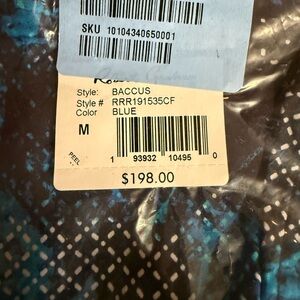 SKU 10104340650001
Style: BACCUS
Style # RRR191535CF
Color BLUE
M
PEEL
1 93932 10495 0
$198.00